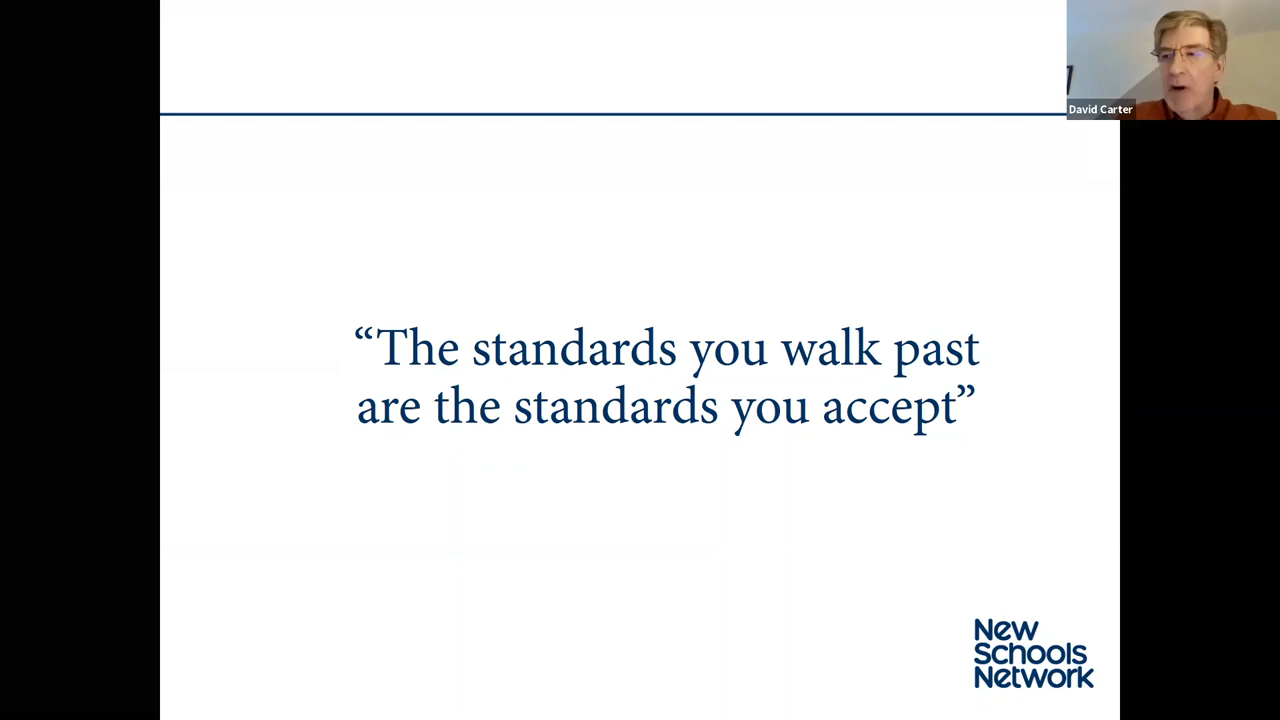 David Carter
“The standards you walk past
are the standards you accept”
New
Schools
Network